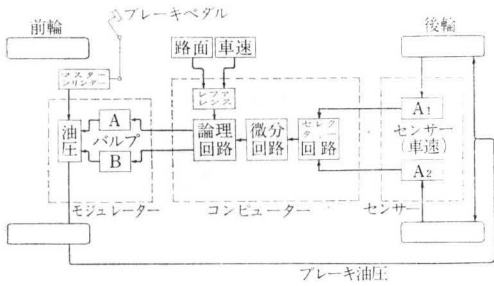 前輪
ブレーキペダル
後輪
路面
車速
マスター
シリンダー
レファ
レンス
油圧
A
バルブ
B
論理
回路
微分
回路
セレク
ター
回路
A1
センサー
(車速)
A2
モジュレーター
コンピューター
センサー
ブレーキ油圧